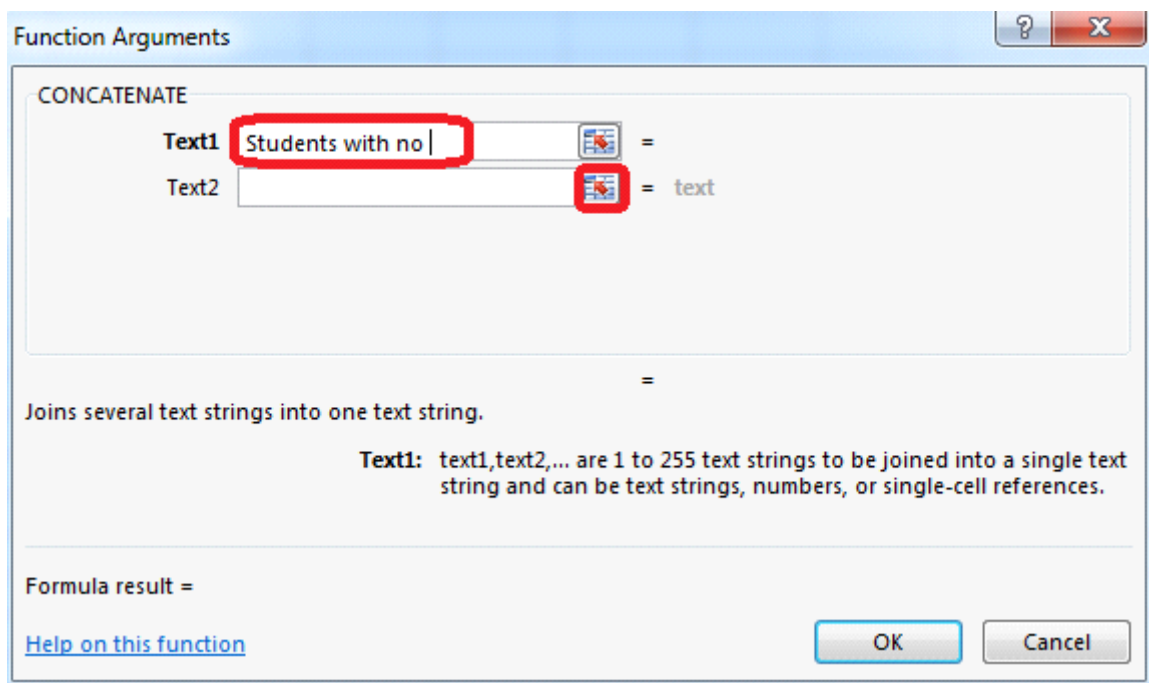 Function Arguments
CONCATENATE
Text1 Students with no =
Text2 = text
=
Joins several text strings into one text string.
Text1: text1,text2,... are 1 to 255 text strings to be joined into a single text
string and can be text strings, numbers, or single-cell references.
Formula result =
Help on this function OK Cancel